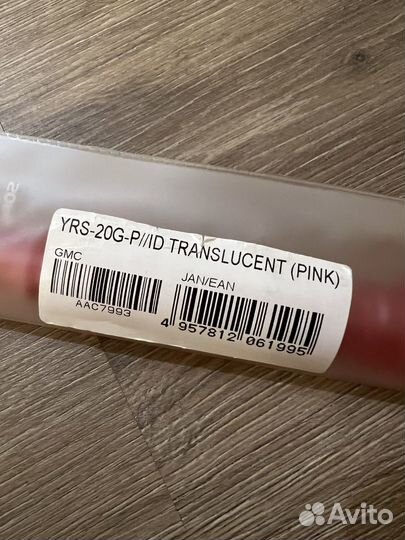 YRS-20G-P//ID TRANSLUCENT (PINK)
GMC
AAC7993
JAN/EAN
4 957812 061995
Avito